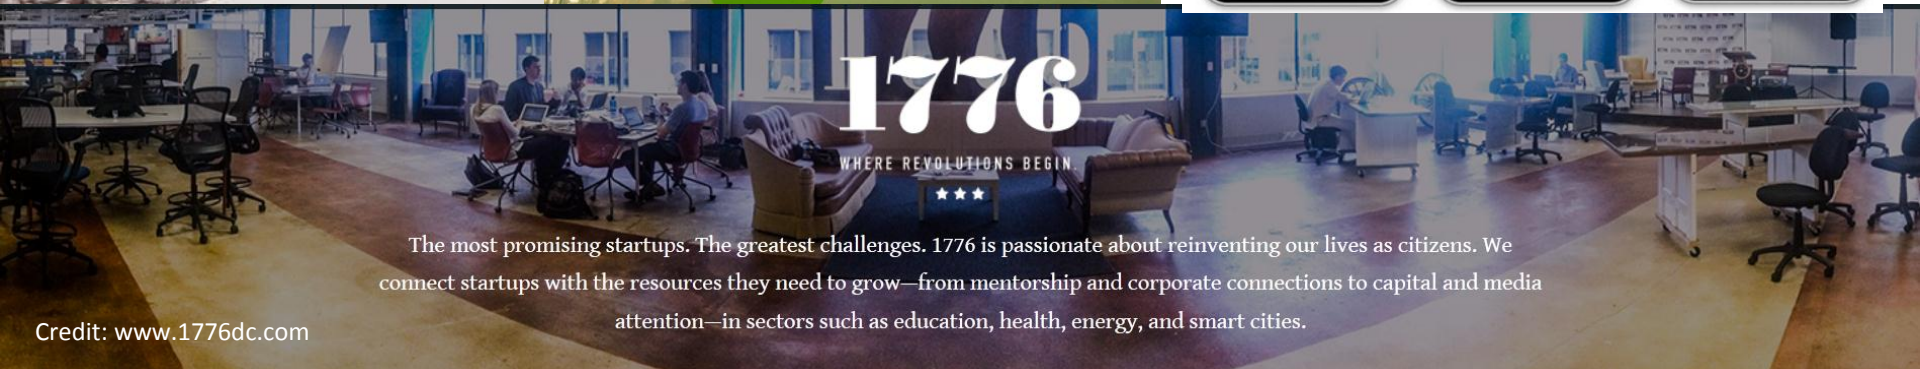 1776
WHERE REVOLUTIONS BEGIN.
The most promising startups. The greatest challenges. 1776 is passionate about reinventing our lives as citizens. We
connect startups with the resources they need to grow—from mentorship and corporate connections to capital and media
attention—in sectors such as education, health, energy, and smart cities.
Credit: www.1776dc.com